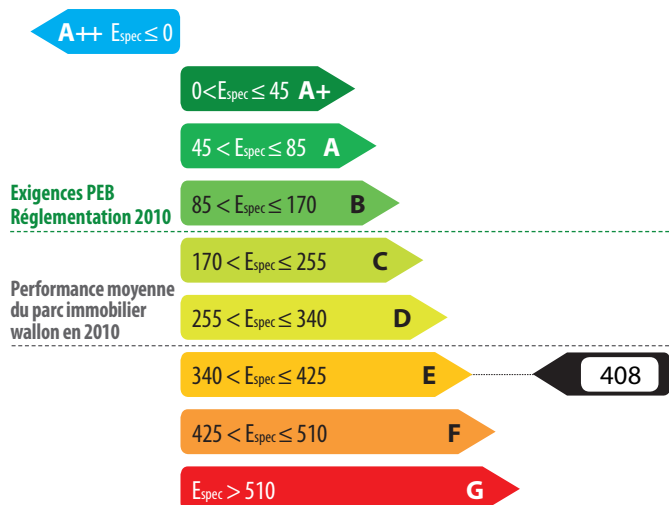 A++ Espec ≤ 0
0<Espec ≤ 45 A+
45 < Espec ≤ 85 A
Exigences PEB
Réglementation 2010
85 < Espec ≤ 170 B
170 < Espec ≤ 255 C
Performance moyenne
du parc immobilier
wallon en 2010
255 < Espec ≤ 340 D
340 < Espec ≤ 425 E
408
425 < Espec ≤ 510 F
Espec > 510 G